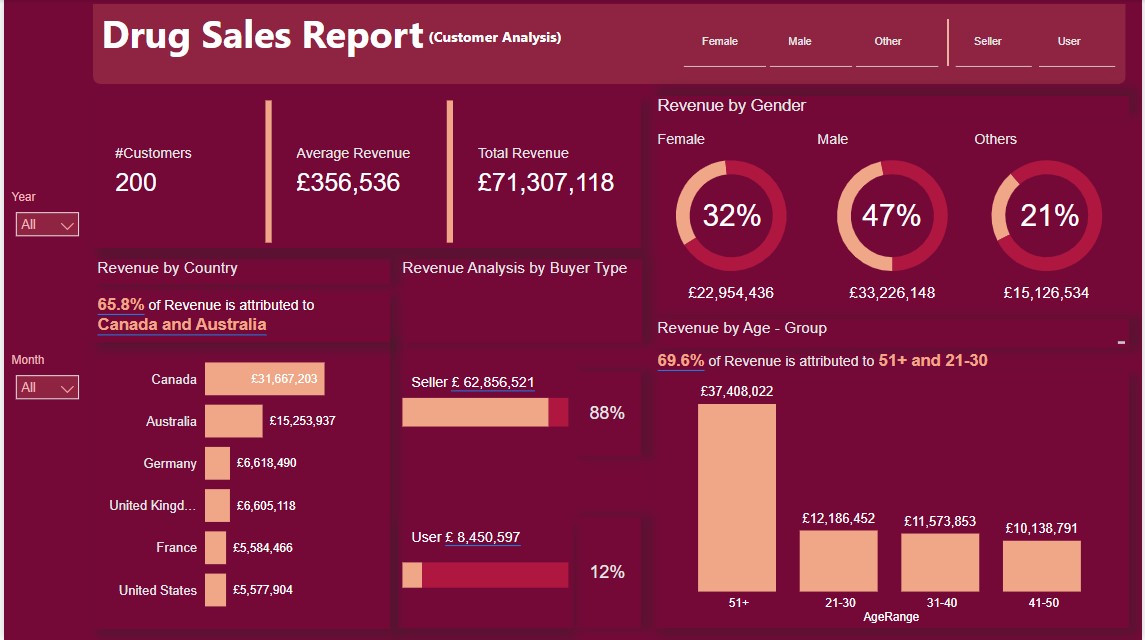 Drug Sales Report (Customer Analysis)
Female
Male
Other
Seller
User
Year
All
Month
All
#Customers
200
Average Revenue
£356,536
Total Revenue
£71,307,118
Revenue by Gender
Female
Male
Others
32%
47%
21%
£22,954,436
£33,226,148
£15,126,534
Revenue by Country
65.8% of Revenue is attributed to
Canada and Australia
Canada £31,667,203
Australia £15,253,937
Germany £6,618,490
United Kingd... £6,605,118
France £5,584,466
United States £5,577,904
Revenue Analysis by Buyer Type
Seller £ 62,856,521
88%
User £ 8,450,597
12%
Revenue by Age - Group
69.6% of Revenue is attributed to 51+ and 21-30
£37,408,022
£12,186,452
£11,573,853
£10,138,791
51+
21-30
31-40
41-50
AgeRange